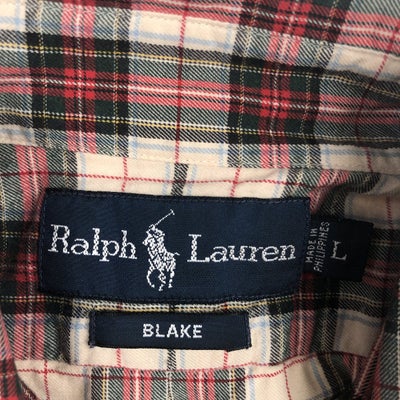 Ralph Lauren
MADE IN
PHILIPPINES
L
BLAKE